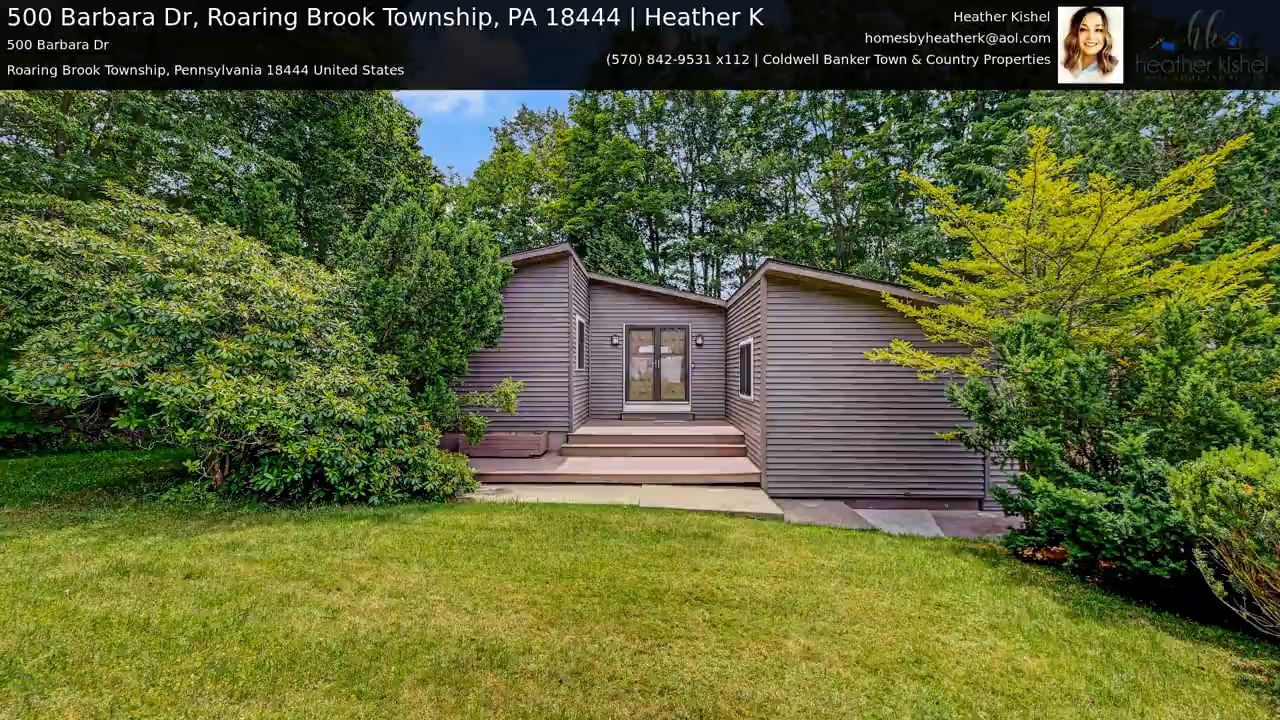 500 Barbara Dr, Roaring Brook Township, PA 18444 | Heather K
500 Barbara Dr
Roaring Brook Township, Pennsylvania 18444 United States
Heather Kishel
homesbyheatherk@aol.com
(570) 842-9531 x112 | Coldwell Banker Town & Country Properties
hk
heather kishel